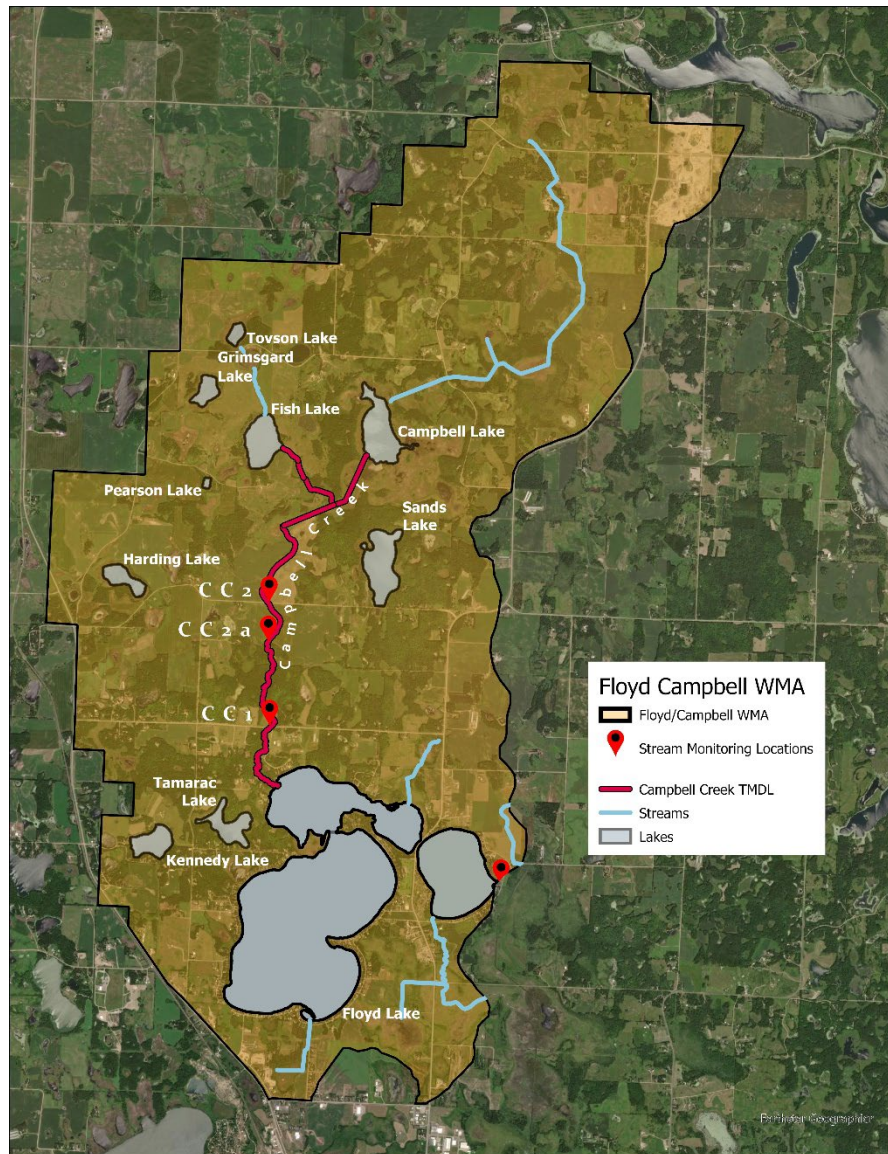 Tovson Lake
Grimsgard
Lake
Fish Lake
Campbell Lake
Pearson Lake
Sands
Lake
Harding Lake
Campbell Creek
CC2
CC2a
CC1
Floyd Campbell WMA
Floyd/Campbell WMA
Stream Monitoring Locations
Campbell Creek TMDL
Streams
Lakes
Tamarac
Lake
Kennedy Lake
Floyd Lake